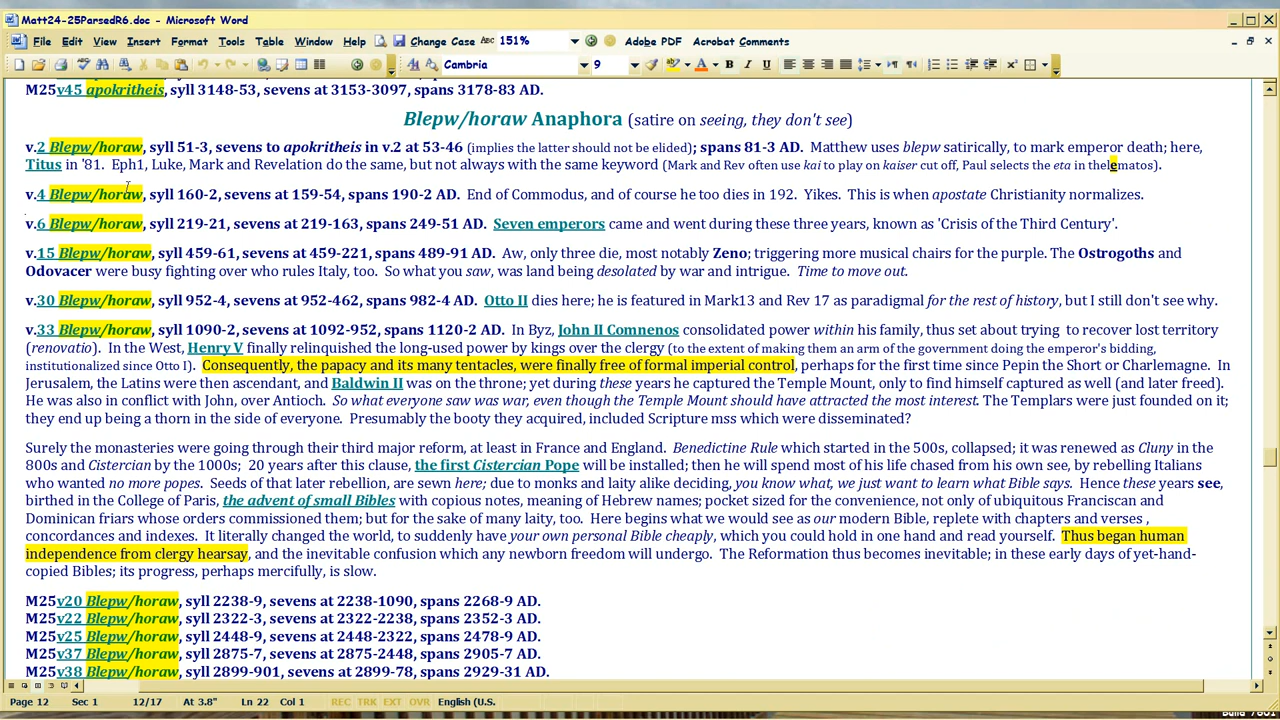 Matt24-25ParsedR6.doc - Microsoft Word
File Edit View Insert Format Tools Table Window Help Change Case ABC 151% Adobe PDF Acrobat Comments
Cambria 9
M25v45 apokritheis, syll 3148-53, sevens at 3153-3097, spans 3178-83 AD.
Blepw/horaw Anaphora (satire on seeing, they don't see)
v.2 Blepw/horaw, syll 51-3, sevens to apokritheis in v.2 at 53-46 (implies the latter should not be elided); spans 81-3 AD. Matthew uses blepw satirically, to mark emperor death; here,
Titus in '81. Eph1, Luke, Mark and Revelation do the same, but not always with the same keyword (Mark and Rev often use kai to play on kaiser cut off, Paul selects the eta in thelematos).
v.4 Blepw/horaw, syll 160-2, sevens at 159-54, spans 190-2 AD. End of Commodus, and of course he too dies in 192. Yikes. This is when apostate Christianity normalizes.
v.6 Blepw/horaw, syll 219-21, sevens at 219-163, spans 249-51 AD. Seven emperors came and went during these three years, known as 'Crisis of the Third Century'.
v.15 Blepw/horaw, syll 459-61, sevens at 459-221, spans 489-91 AD. Aw, only three die, most notably Zeno; triggering more musical chairs for the purple. The Ostrogoths and
Odovacer were busy fighting over who rules Italy, too. So what you saw, was land being desolated by war and intrigue. Time to move out.
v.30 Blepw/horaw, syll 952-4, sevens at 952-462, spans 982-4 AD. Otto II dies here; he is featured in Mark13 and Rev 17 as paradigmal for the rest of history, but I still don't see why.
v.33 Blepw/horaw, syll 1090-2, sevens at 1092-952, spans 1120-2 AD. In Byz, John II Comnenos consolidated power within his family, thus set about trying to recover lost territory
(renovatio). In the West, Henry V finally relinquished the long-used power by kings over the clergy (to the extent of making them an arm of the government doing the emperor's bidding,
institutionalized since Otto I). Consequently, the papacy and its many tentacles, were finally free of formal imperial control, perhaps for the first time since Pepin the Short or Charlemagne. In
Jerusalem, the Latins were then ascendant, and Baldwin II was on the throne; yet during these years he captured the Temple Mount, only to find himself captured as well (and later freed).
He was also in conflict with John, over Antioch. So what everyone saw was war, even though the Temple Mount should have attracted the most interest. The Templars were just founded on it;
they end up being a thorn in the side of everyone. Presumably the booty they acquired, included Scripture mss which were disseminated?
Surely the monasteries were going through their third major reform, at least in France and England. Benedictine Rule which started in the 500s, collapsed; it was renewed as Cluny in the
800s and Cistercian by the 1000s; 20 years after this clause, the first Cistercian Pope will be installed; then he will spend most of his life chased from his own see, by rebelling Italians
who wanted no more popes. Seeds of that later rebellion, are sewn here; due to monks and laity alike deciding, you know what, we just want to learn what Bible says. Hence these years see,
birthed in the College of Paris, the advent of small Bibles with copious notes, meaning of Hebrew names; pocket sized for the convenience, not only of ubiquitous Franciscan and
Dominican friars whose orders commissioned them; but for the sake of many laity, too. Here begins what we would see as our modern Bible, replete with chapters and verses ,
concordances and indexes. It literally changed the world, to suddenly have your own personal Bible cheaply, which you could hold in one hand and read yourself. Thus began human
independence from clergy hearsay, and the inevitable confusion which any newborn freedom will undergo. The Reformation thus becomes inevitable; in these early days of yet-hand-
copied Bibles; its progress, perhaps mercifully, is slow.
M25v20 Blepw/horaw, syll 2238-9, sevens at 2238-1090, spans 2268-9 AD.
M25v22 Blepw/horaw, syll 2322-3, sevens at 2322-2238, spans 2352-3 AD.
M25v25 Blepw/horaw, syll 2448-9, sevens at 2448-2322, spans 2478-9 AD.
M25v37 Blepw/horaw, syll 2875-7, sevens at 2875-2448, spans 2905-7 AD.
M25v38 Blepw/horaw, syll 2899-901, sevens at 2899-78, spans 2929-31 AD.
Page 12 Sec 1 12/17 At 3.8" Ln 22 Col 1 REC TRK EXT OVR English (U.S.